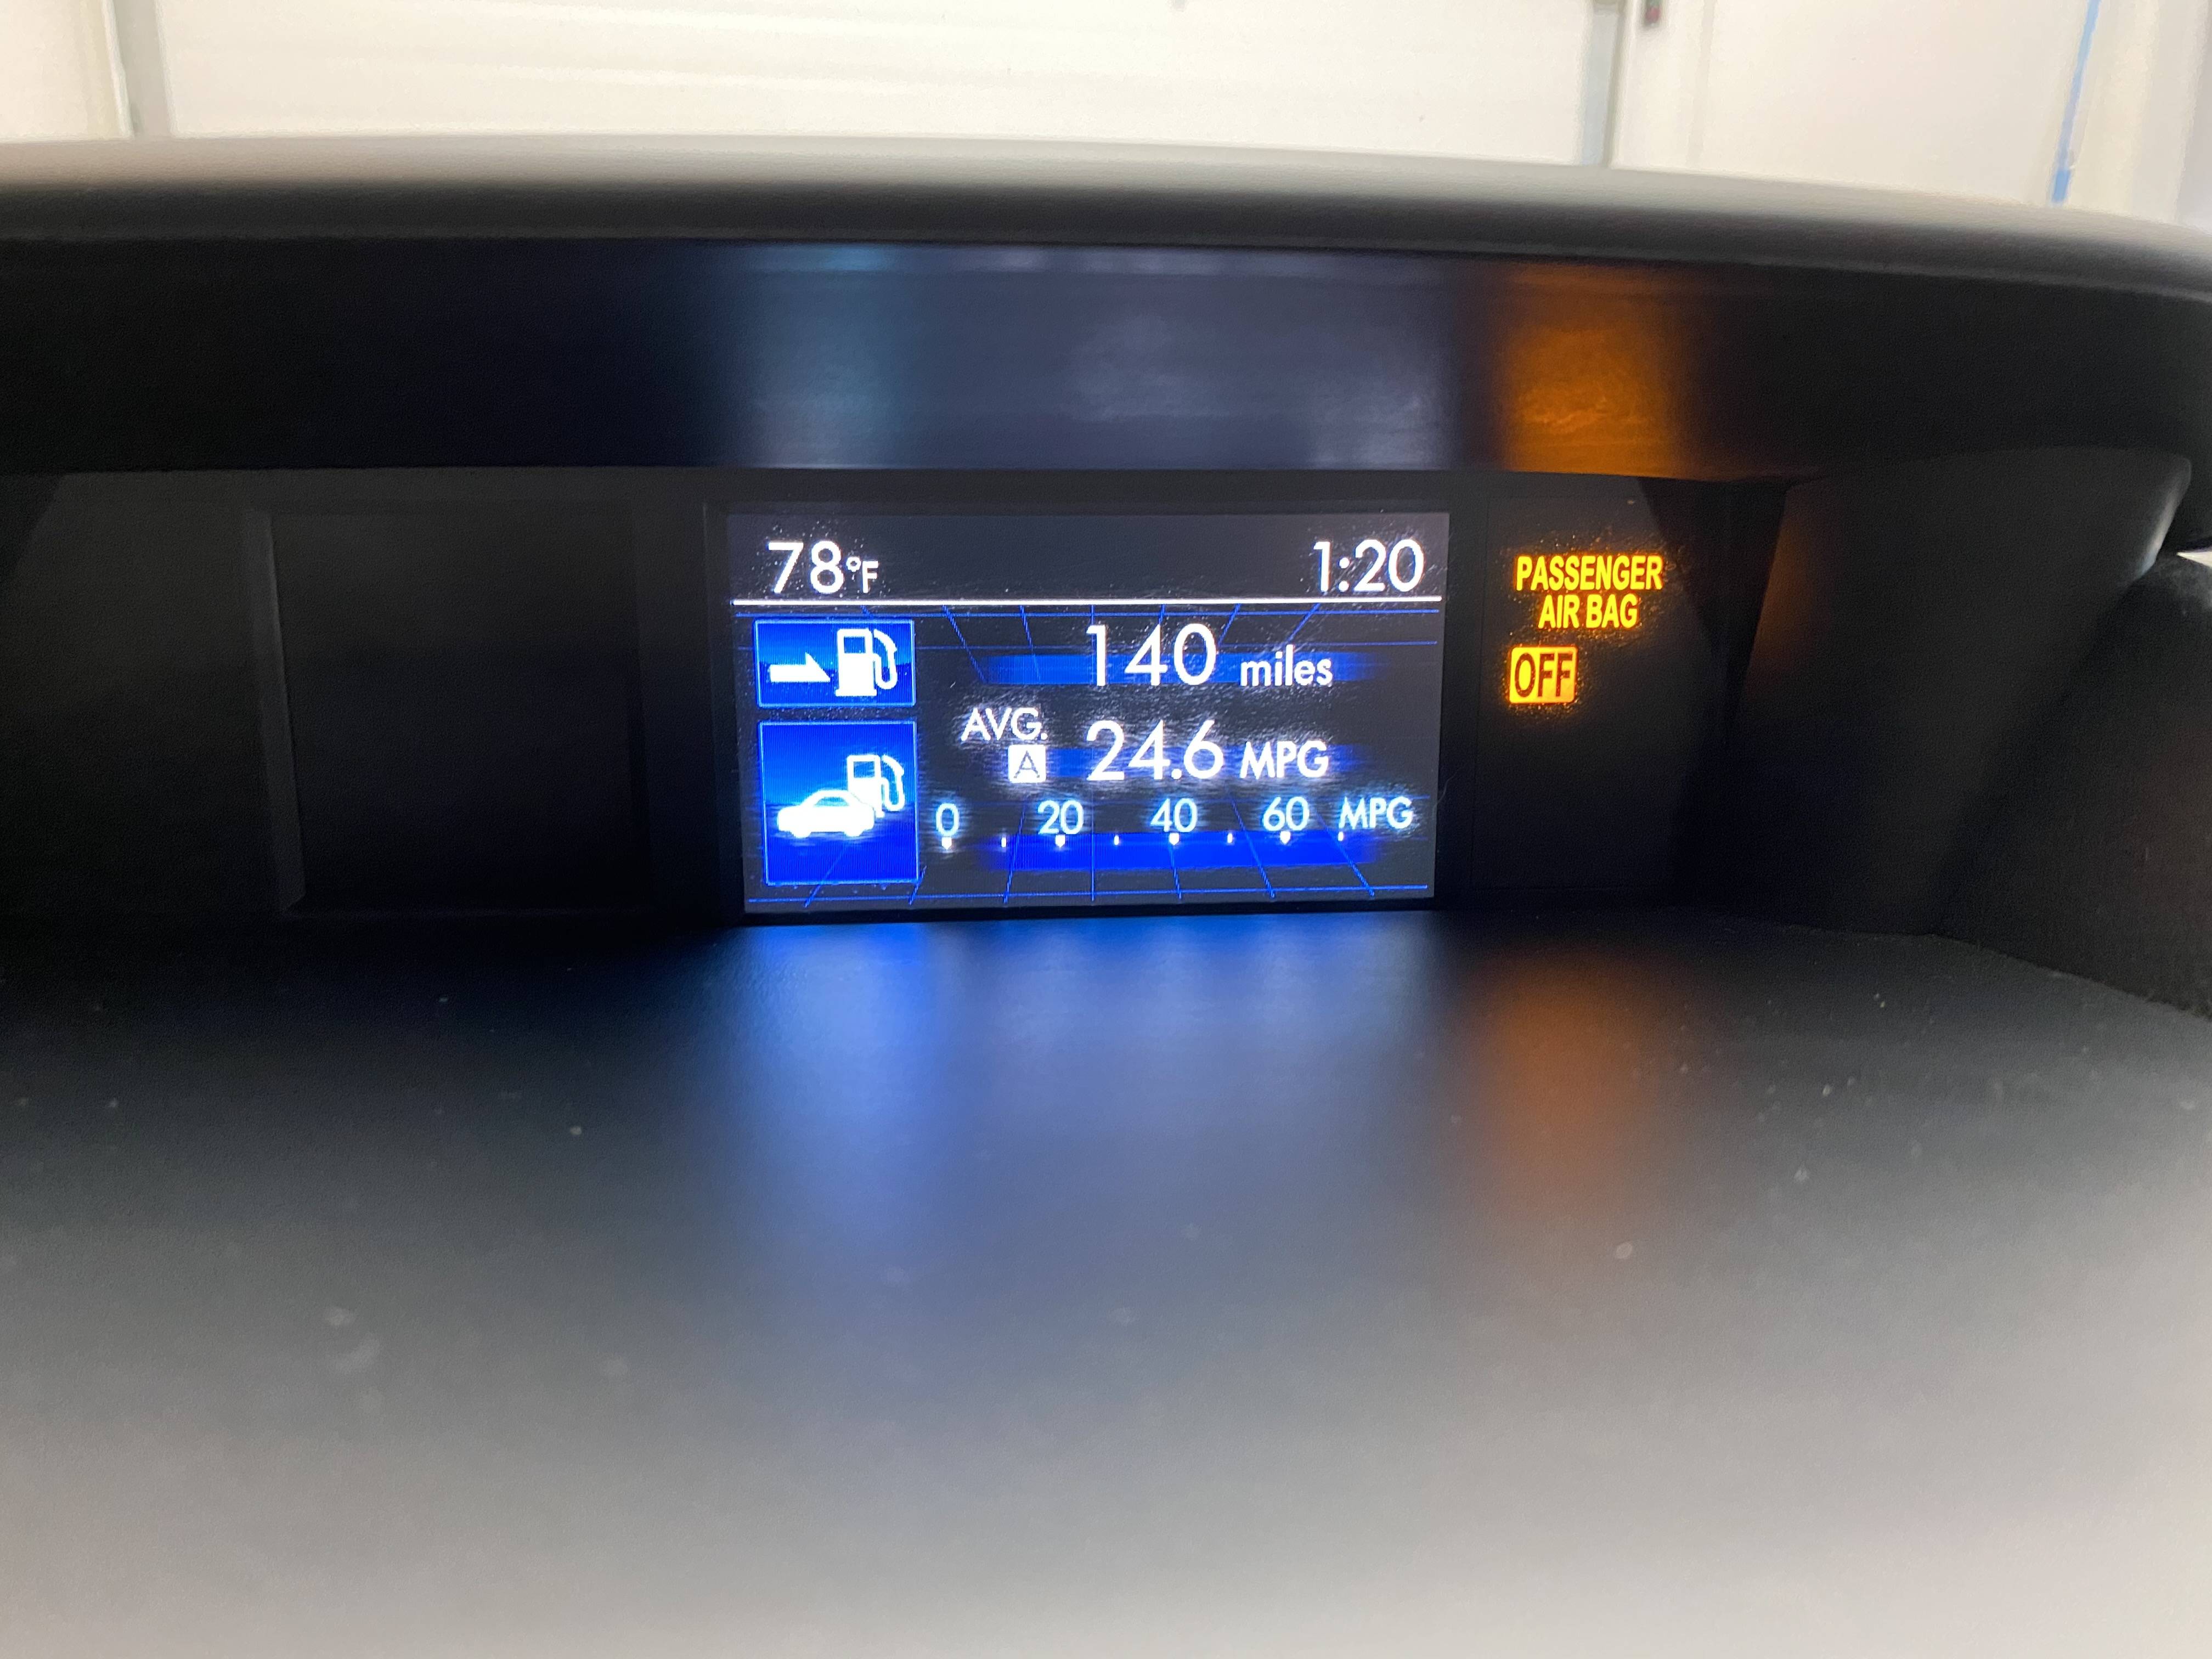 78°F 1:20
140 miles
AVG.
A 24.6 MPG
0 20 40 60 MPG
PASSENGER
AIR BAG
OFF